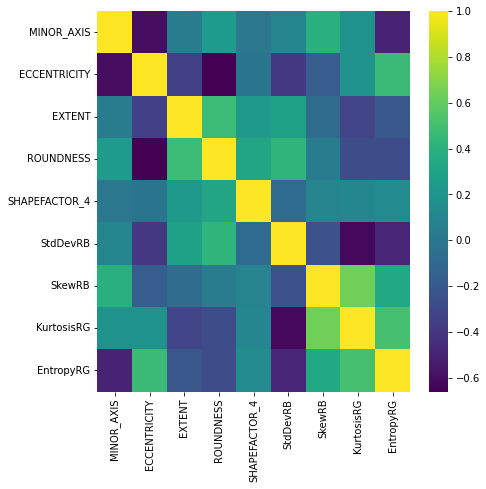 MINOR_AXIS
ECCENTRICITY
EXTENT
ROUNDNESS
SHAPEFACTOR_4
StdDevRB
SkewRB
KurtosisRG
EntropyRG
MINOR_AXIS
ECCENTRICITY
EXTENT
ROUNDNESS
SHAPEFACTOR_4
StdDevRB
SkewRB
KurtosisRG
EntropyRG
1.0
0.8
0.6
0.4
0.2
0.0
−0.2
−0.4
−0.6